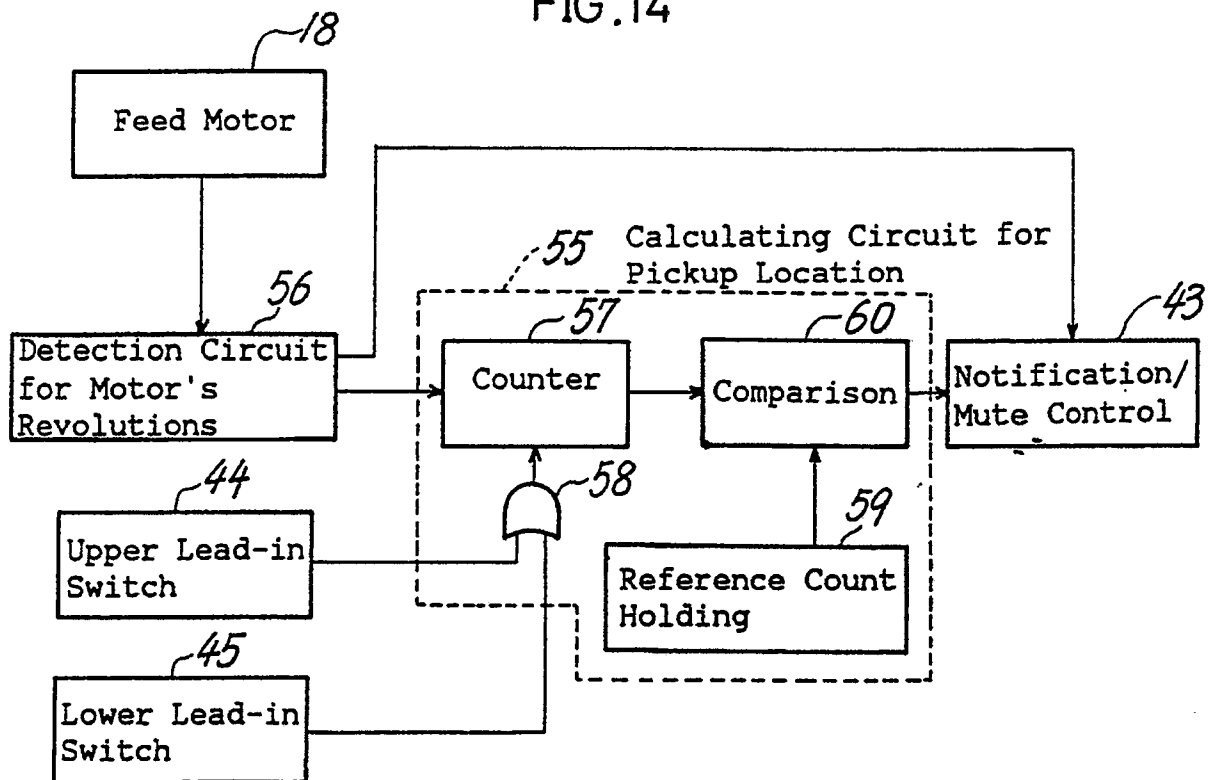 FIG.14
18
Feed Motor
55
Calculating Circuit for
Pickup Location
56
Detection Circuit
for Motor's
Revolutions
57
Counter
60
Comparison
43
Notification/
Mute Control
44
Upper Lead-in
Switch
58
59
Reference Count
Holding
45
Lower Lead-in
Switch